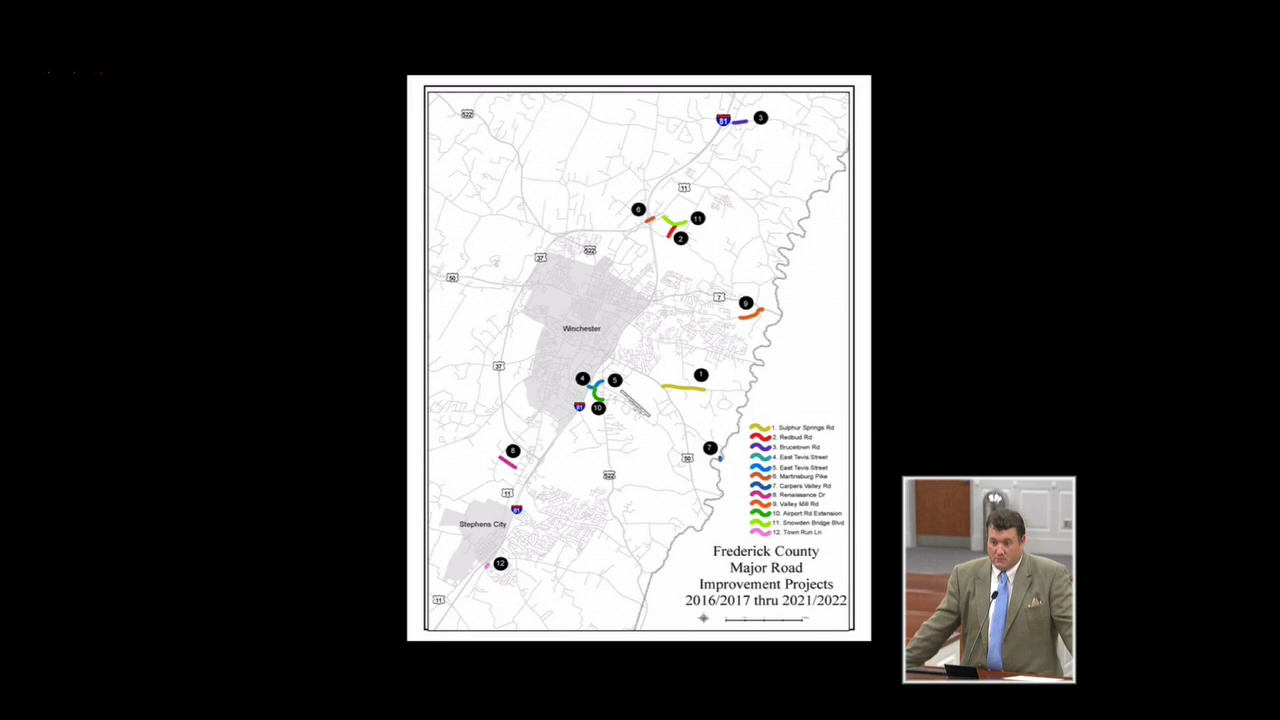 522
81
3
11
6
11
2
522
37
50
7
9
Winchester
37
1
4
5
81
10
8
7
50
522
11
81
Stephens City
12
11
1. Sulphur Springs Rd
2. Redbud Rd
3. Brucetown Rd
4. East Tevis Street
5. East Tevis Street
6. Martinsburg Pike
7. Carpers Valley Rd
8. Renaissance Dr
9. Valley Mill Rd
10. Airport Rd Extension
11. Snowden Bridge Blvd
12. Town Run Ln
Frederick County
Major Road
Improvement Projects
2016/2017 thru 2021/2022